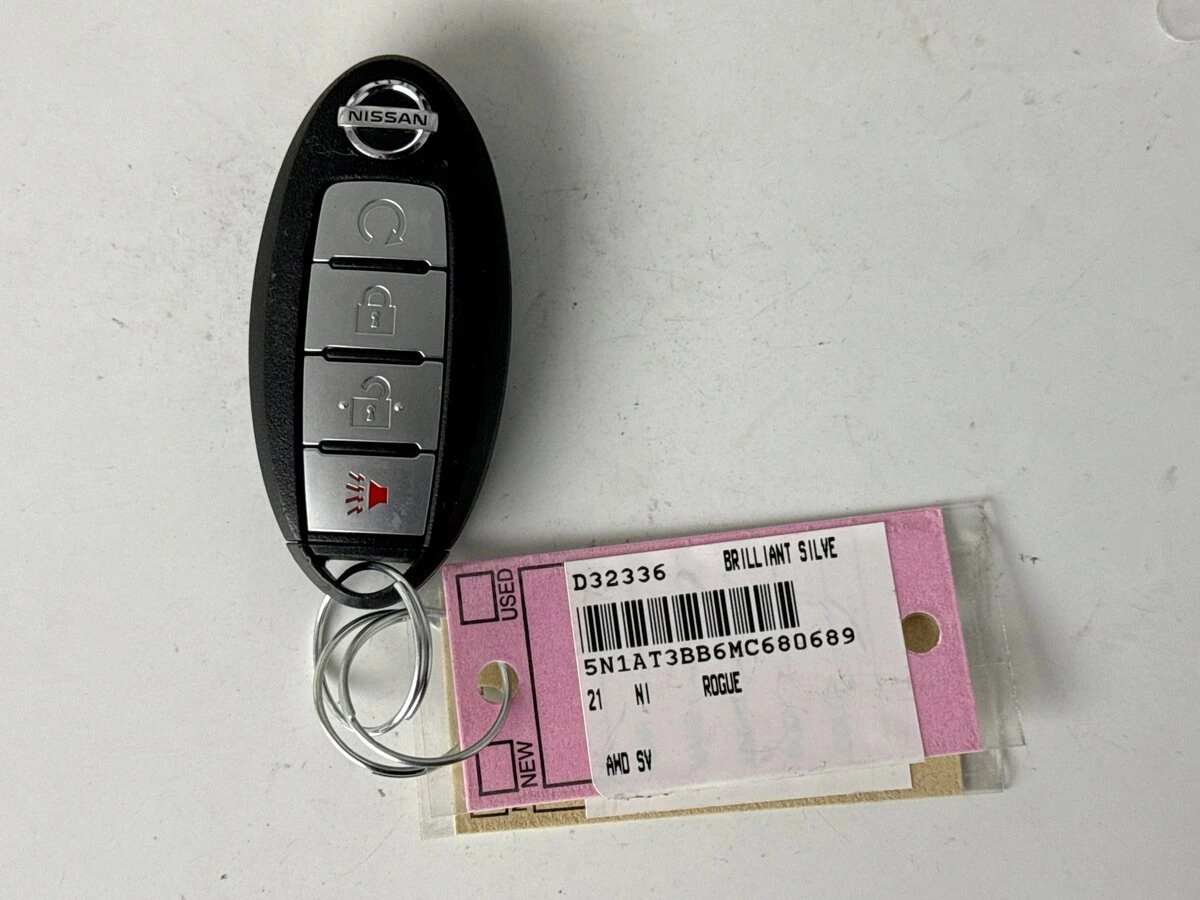 NISSAN
USED
NEW
D32336 BRILLIANT SILVE
5N1AT3BB6MC680689
21 NI ROGUE
AWD SV